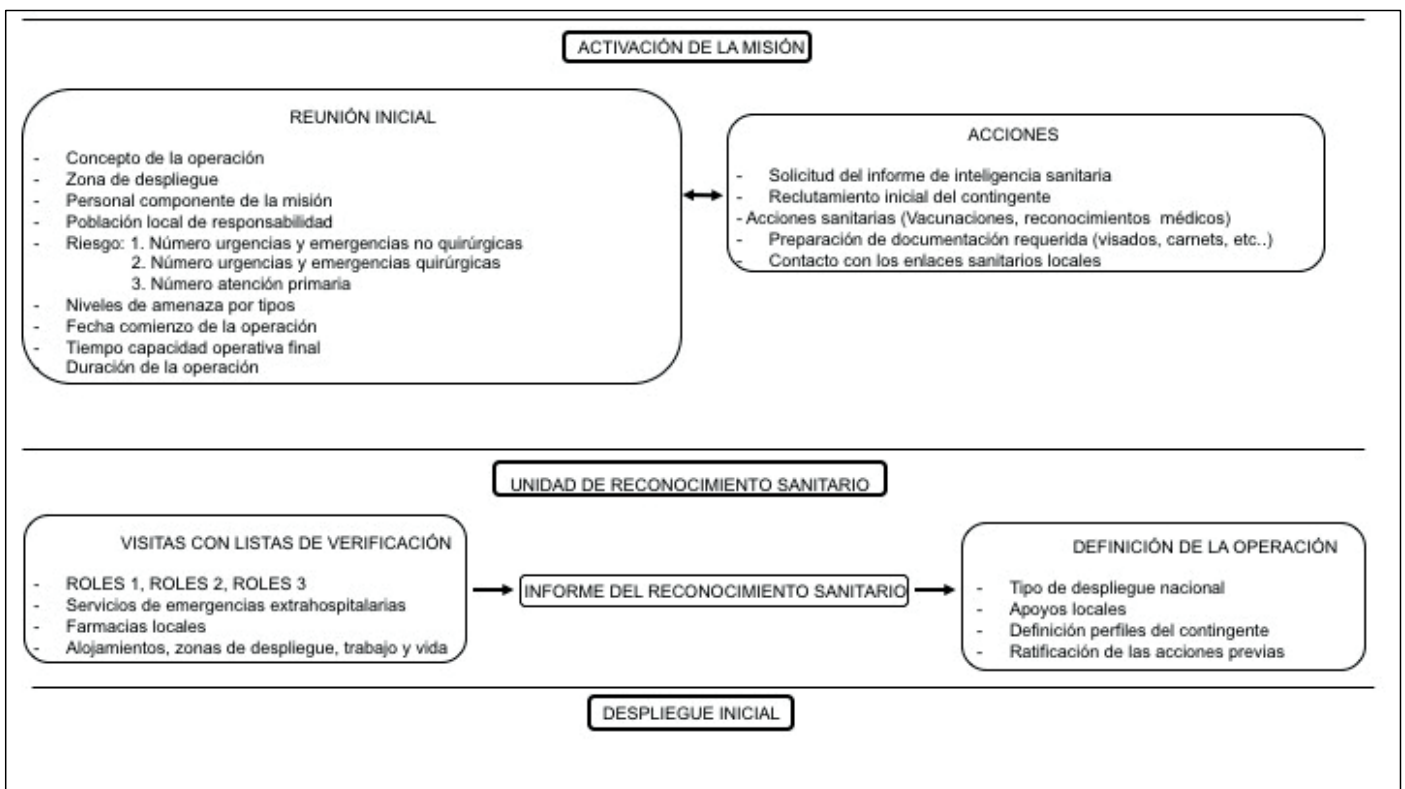 ACTIVACIÓN DE LA MISIÓN
REUNIÓN INICIAL
- Concepto de la operación
- Zona de despliegue
- Personal componente de la misión
- Población local de responsabilidad
- Riesgo: 1. Número urgencias y emergencias no quirúrgicas
2. Número urgencias y emergencias quirúrgicas
3. Número atención primaria
- Niveles de amenaza por tipos
- Fecha comienzo de la operación
- Tiempo capacidad operativa final
- Duración de la operación
ACCIONES
- Solicitud del informe de inteligencia sanitaria
- Reclutamiento inicial del contingente
- Acciones sanitarias (Vacunaciones, reconocimientos médicos)
- Preparación de documentación requerida (visados, carnets, etc..)
- Contacto con los enlaces sanitarios locales
UNIDAD DE RECONOCIMIENTO SANITARIO
VISITAS CON LISTAS DE VERIFICACIÓN
- ROLES 1, ROLES 2, ROLES 3
- Servicios de emergencias extrahospitalarias
- Farmacias locales
- Alojamientos, zonas de despliegue, trabajo y vida
INFORME DEL RECONOCIMIENTO SANITARIO
DEFINICIÓN DE LA OPERACIÓN
- Tipo de despliegue nacional
- Apoyos locales
- Definición perfiles del contingente
- Ratificación de las acciones previas
DESPLIEGUE INICIAL